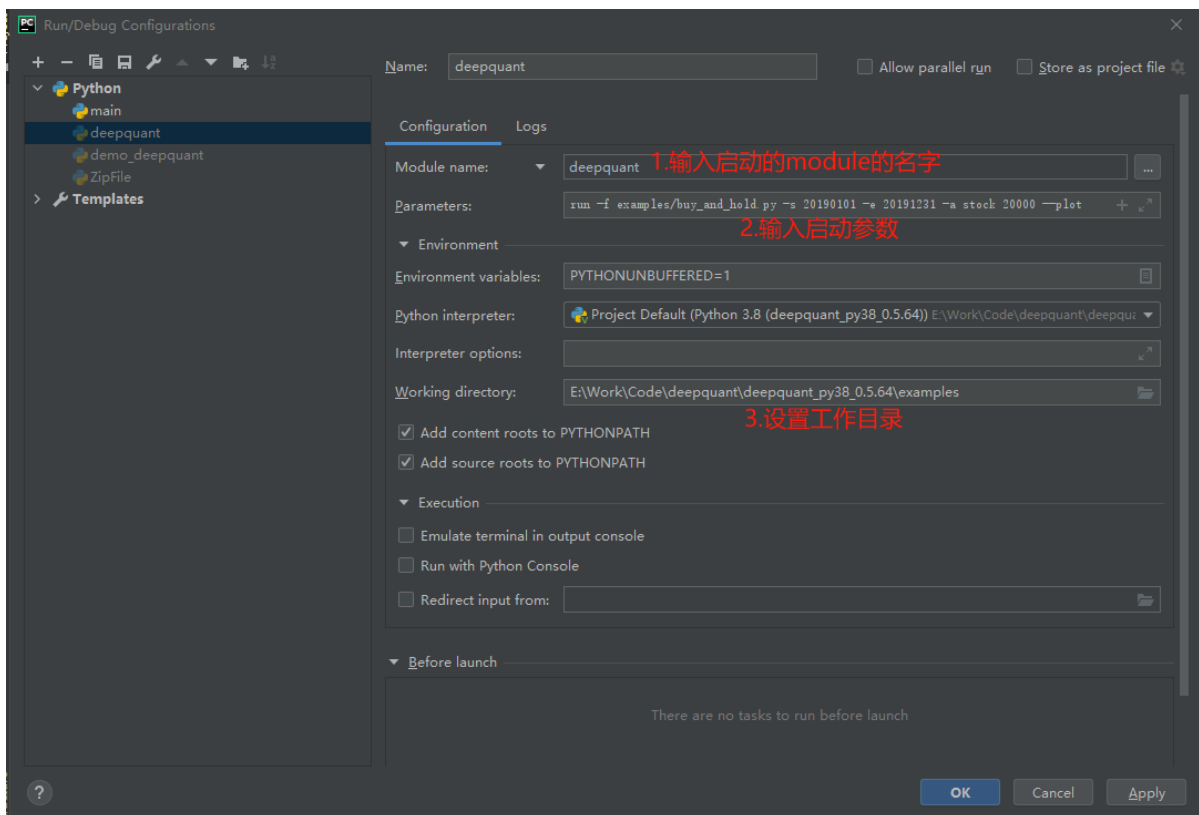 PC Run/Debug Configurations
Python
main
deepquant
demo_deepquant
ZipFile
Templates
Name: deepquant
Allow parallel run
Store as project file
Configuration Logs
Module name: deepquant 1.输入启动的module的名字 ...
Parameters: run -f examples/buy_and_hold.py -s 20190101 -e 20191231 -a stock 20000 --plot
2.输入启动参数
Environment
Environment variables: PYTHONUNBUFFERED=1
Python interpreter: Project Default (Python 3.8 (deepquant_py38_0.5.64)) E:\Work\Code\deepquant\deepqua
Interpreter options:
Working directory: E:\Work\Code\deepquant\deepquant_py38_0.5.64\examples
3.设置工作目录
Add content roots to PYTHONPATH
Add source roots to PYTHONPATH
Execution
Emulate terminal in output console
Run with Python Console
Redirect input from:
Before launch
There are no tasks to run before launch
? OK Cancel Apply